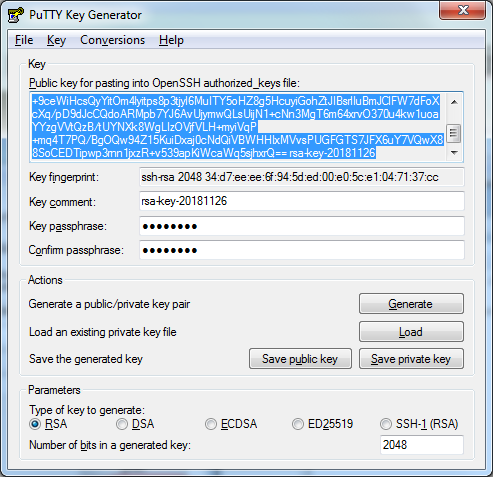 PuTTY Key Generator
File Key Conversions Help
Key
Public key for pasting into OpenSSH authorized_keys file:
+9ceWiHcsQyYitOm4lyitps8p3tjyI6MuITY5oHZ8g5HcuyiGohZtJIBsrIluBmJCIFW7dFoX
cXq/pD9dJcCQdoARMpb7YJ6AvUjymwQLsUijN1+cNn3MgT6m64xrvO370u4kw1uoa
YYzgVVtQzB/tUYNXk8WgLIzOVjfVLH+myIVqP
+mq4T7PQ/BgOQw94Z15KuiDxaj0cNdQiVBWHHlxMVvsPUGFGTS7JFX6uY7VQwX8
8SoCEDTipwp3mn1jxzR+v539apKiWcaWq5sjhxrQ== rsa-key-20181126
Key fingerprint: ssh-rsa 2048 34:d7:ee:ee:6f:94:5d:ed:00:e0:5c:e1:04:71:37:cc
Key comment: rsa-key-20181126
Key passphrase: ●●●●●●●●
Confirm passphrase: ●●●●●●●●
Actions
Generate a public/private key pair Generate
Load an existing private key file Load
Save the generated key Save public key Save private key
Parameters
Type of key to generate:
RSA DSA ECDSA ED25519 SSH-1 (RSA)
Number of bits in a generated key: 2048